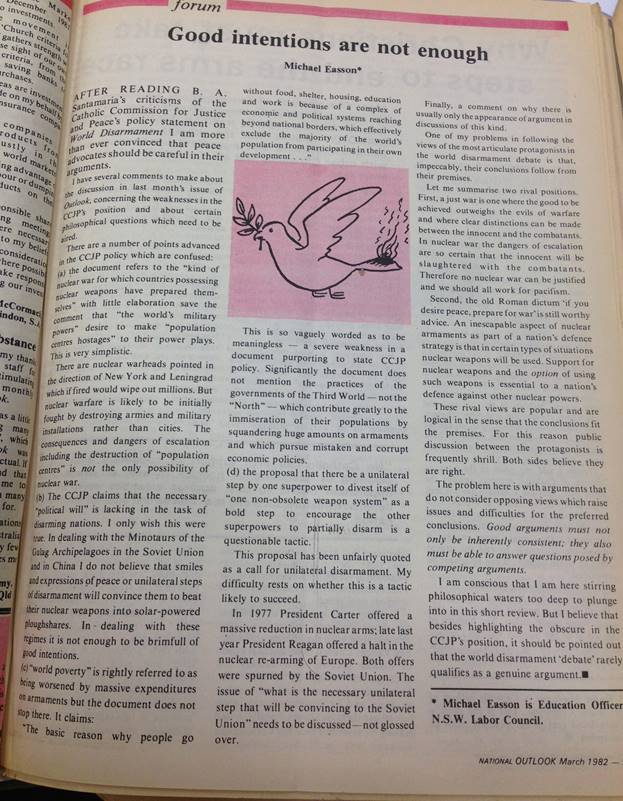 December 1982
movement
'Church criteria
gathers strength
criteria. From
saving bank
forum
Good intentions are not enough
Michael Easson*
AFTER READING B. A.
Santamaria's criticisms of the
Catholic Commission for Justice
and Peace's policy statement on
World Disarmament I am more
than ever convinced that peace
advocates should be careful in their
arguments.
I have several comments to make about
the discussion in last month's issue of
Outlook, concerning the weaknesses in the
CCJP's position and about certain
philosophical questions which need to be
aired.
There are a number of points advanced
in the CCJP policy which are confused:
(a) the document refers to the "kind of
nuclear war for which countries possessing
nuclear weapons have prepared them-
selves" with little elaboration save the
comment that "the world's military
powers" desire to make "population
centres hostages" to their power plays.
This is very simplistic.
There are nuclear warheads pointed in
the direction of New York and Leningrad
which if fired would wipe out millions. But
nuclear warfare is likely to be initially
fought by destroying armies and military
installations rather than cities. The
consequences and dangers of escalation
including the destruction of "population
centres" is not the only possibility of
nuclear war.
(b) The CCJP claims that the necessary
"political will" is lacking in the task of
disarming nations. I only wish this were
true. In dealing with the Minotaurs of the
Gulag Archipelagoes in the Soviet Union
and in China I do not believe that smiles
and expressions of peace or unilateral steps
of disarmament will convince them to beat
their nuclear weapons into solar-powered
ploughshares. In dealing with these
regimes it is not enough to be brimfull of
good intentions.
(c) "world poverty" is rightly referred to as
being worsened by massive expenditures
on armaments but the document does not
stop there. It claims:
"The basic reason why people go
without food, shelter, housing, education
and work is because of a complex of
economic and political systems reaching
beyond national borders, which effectively
exclude the majority of the world's
population from participating in their own
development . . ."
This is so vaguely worded as to be
meaningless — a severe weakness in a
document purporting to state CCJP
policy. Significantly the document does
not mention the practices of the
governments of the Third World — not the
"North" — which contribute greatly to the
immiseration of their populations by
squandering huge amounts on armaments
and which pursue mistaken and corrupt
economic policies.
(d) the proposal that there be a unilateral
step by one superpower to divest itself of
"one non-obsolete weapon system" as a
bold step to encourage the other
superpowers to partially disarm is a
questionable tactic.
This proposal has been unfairly quoted
as a call for unilateral disarmament. My
difficulty rests on whether this is a tactic
likely to succeed.
In 1977 President Carter offered a
massive reduction in nuclear arms; late last
year President Reagan offered a halt in the
nuclear re-arming of Europe. Both offers
were spurned by the Soviet Union. The
issue of "what is the necessary unilateral
step that will be convincing to the Soviet
Union" needs to be discussed—not glossed
over.
Finally, a comment on why there is
usually only the appearance of argument in
discussions of this kind.
One of my problems in following the
views of the most articulate protagonists in
the world disarmament debate is that,
impeccably, their conclusions follow from
their premises.
Let me summarise two rival positions.
First, a just war is one where the good to be
achieved outweighs the evils of warfare
and where clear distinctions can be made
between the innocent and the combatants.
In nuclear war the dangers of escalation
are so certain that the innocent will be
slaughtered with the combatants.
Therefore no nuclear war can be justified
and we should all work for pacifism.
Second, the old Roman dictum 'if you
desire peace, prepare for war' is still worthy
advice. An inescapable aspect of nuclear
armaments as part of a nation's defence
strategy is that in certain types of situations
nuclear weapons will be used. Support for
nuclear weapons and the option of using
such weapons is essential to a nation's
defence against other nuclear powers.
These rival views are popular and are
logical in the sense that the conclusions fit
the premises. For this reason public
discussion between the protagonists is
frequently shrill. Both sides believe they
are right.
The problem here is with arguments that
do not consider opposing views which raise
issues and difficulties for the preferred
conclusions. Good arguments must not
only be inherently consistent; they also
must be able to answer questions posed by
competing arguments.
I am conscious that I am here stirring
philosophical waters too deep to plunge
into in this short review. But I believe that
besides highlighting the obscure in the
CCJP's position, it should be pointed out
that the world disarmament 'debate' rarely
qualifies as a genuine argument.■
* Michael Easson is Education Officer
N.S.W. Labor Council.
NATIONAL OUTLOOK March 1982 —